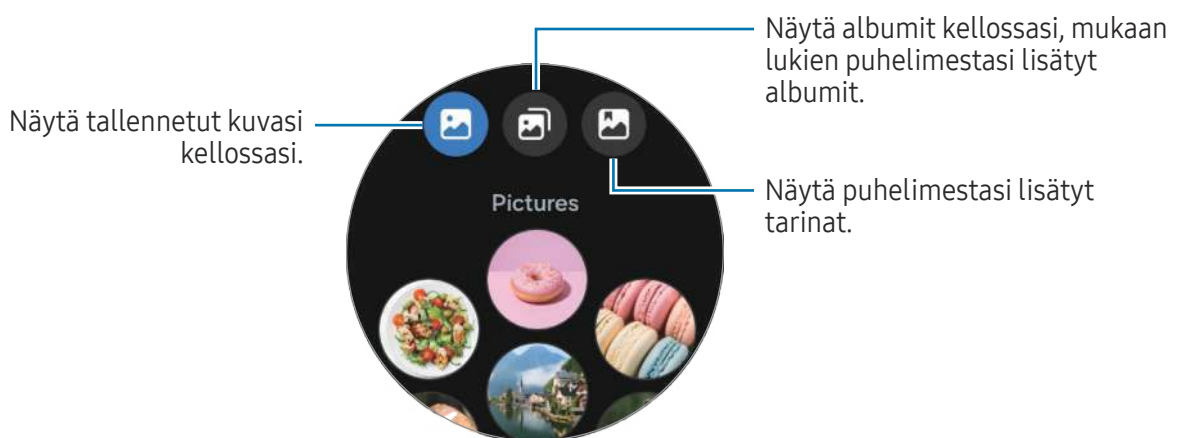 Näytä albumit kellossasi, mukaan
lukien puhelimestasi lisätyt
albumit.
Näytä tallennetut kuvasi
kellossasi.
Näytä puhelimestasi lisätyt
tarinat.
Pictures